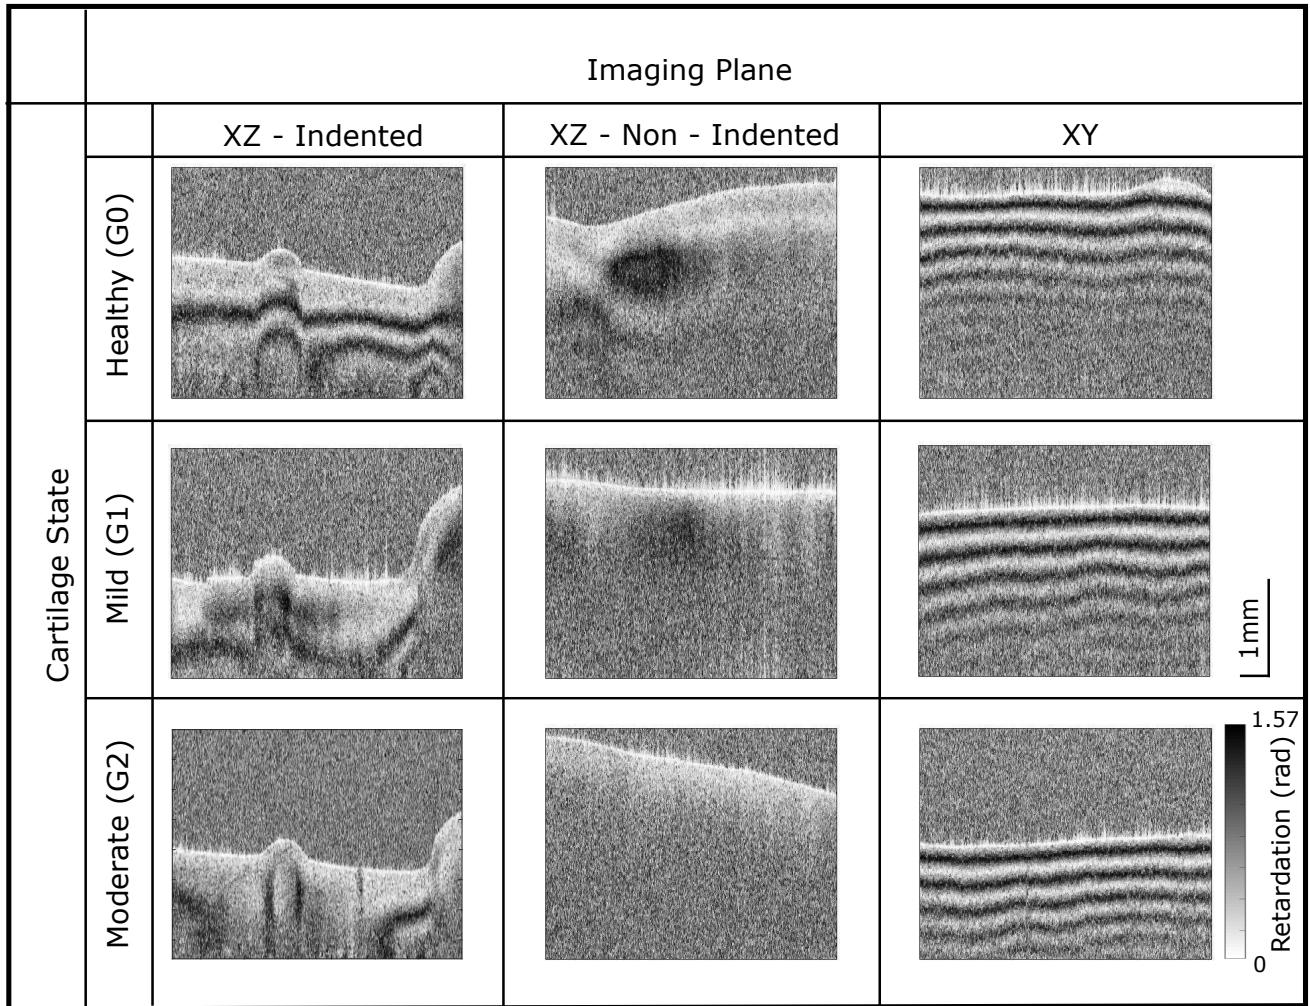 Imaging Plane
XZ - Indented
XZ - Non - Indented
XY
Cartilage State
Healthy (G0)
Mild (G1)
1mm
Moderate (G2)
1.57
Retardation (rad)
0